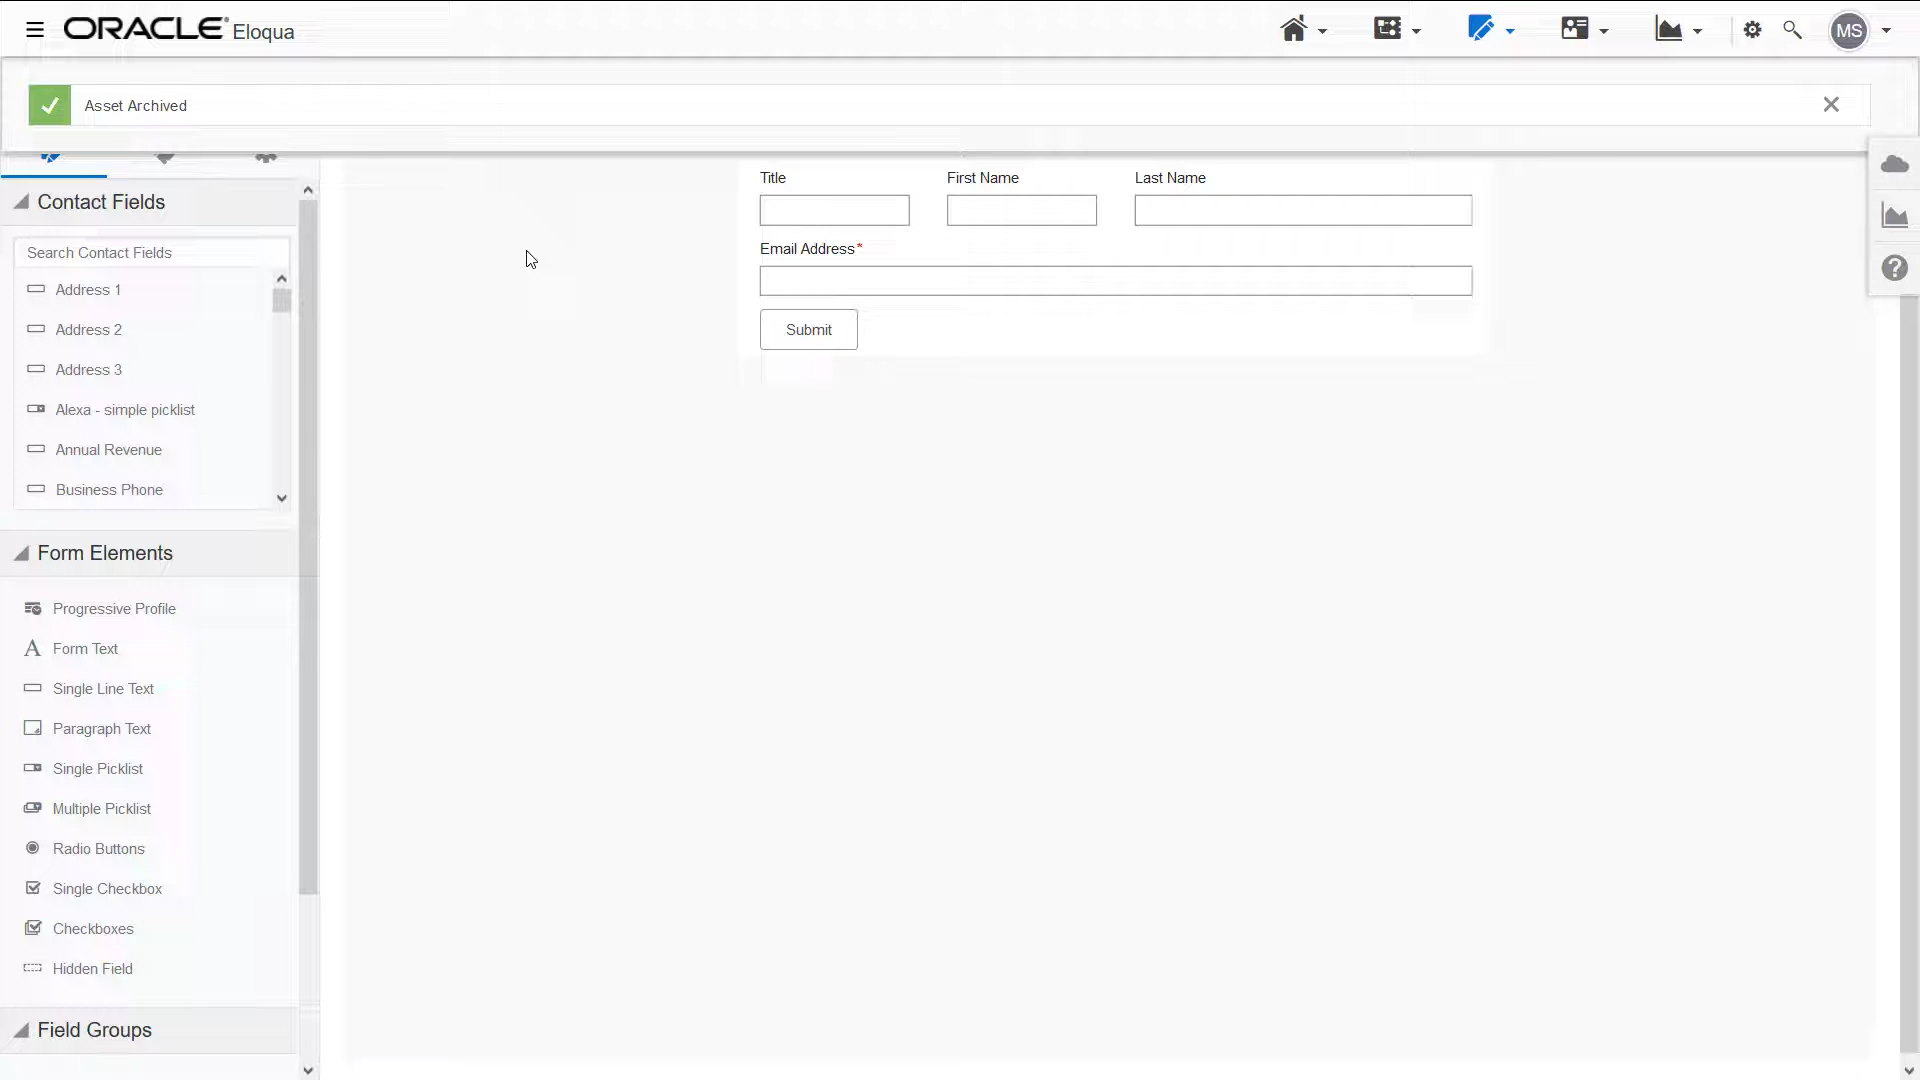 ORACLE Eloqua
MS
Asset Archived
Contact Fields
Search Contact Fields
Address 1
Address 2
Address 3
Alexa - simple picklist
Annual Revenue
Business Phone
Form Elements
Progressive Profile
Form Text
Single Line Text
Paragraph Text
Single Picklist
Multiple Picklist
Radio Buttons
Single Checkbox
Checkboxes
Hidden Field
Field Groups
Title First Name Last Name
Email Address*
Submit